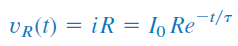 v_R(t) = iR = I_0 Re^{-t/τ}